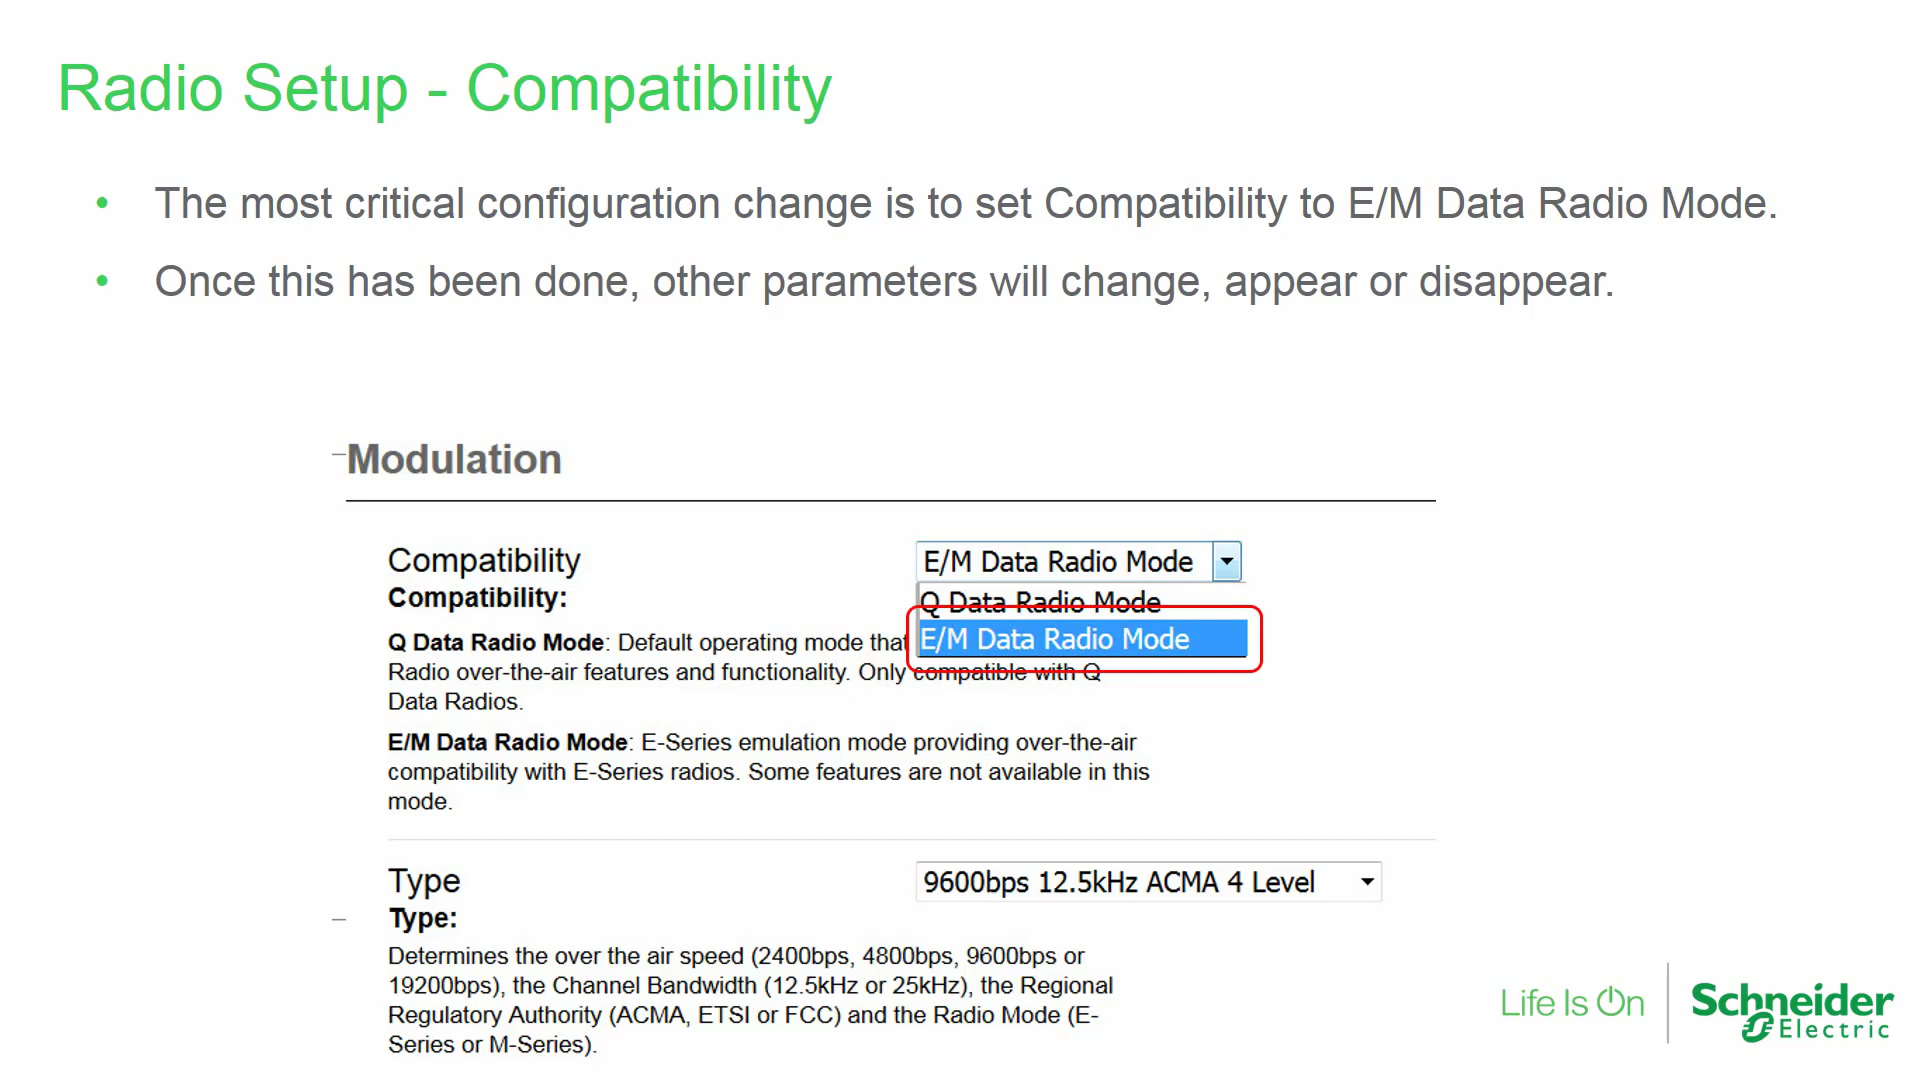 Radio Setup - Compatibility
• The most critical configuration change is to set Compatibility to E/M Data Radio Mode.
• Once this has been done, other parameters will change, appear or disappear.
Modulation
Compatibility
E/M Data Radio Mode
Compatibility:
Q Data Radio Mode
E/M Data Radio Mode
Q Data Radio Mode: Default operating mode that
Radio over-the-air features and functionality. Only compatible with Q
Data Radios.
E/M Data Radio Mode: E-Series emulation mode providing over-the-air
compatibility with E-Series radios. Some features are not available in this
mode.
Type
9600bps 12.5kHz ACMA 4 Level
Type:
Determines the over the air speed (2400bps, 4800bps, 9600bps or
19200bps), the Channel Bandwidth (12.5kHz or 25kHz), the Regional
Regulatory Authority (ACMA, ETSI or FCC) and the Radio Mode (E-
Series or M-Series).
Life Is On
Schneider
Electric